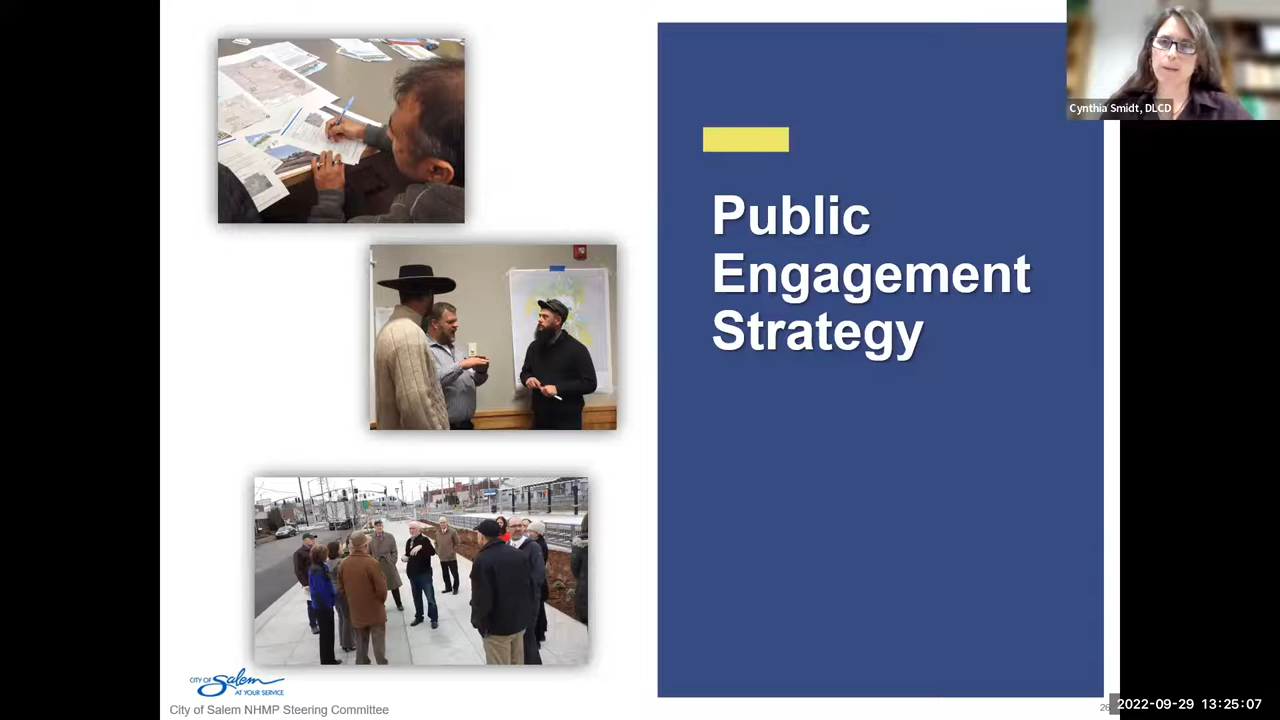 Cynthia Smidt, DLCD
Public
Engagement
Strategy
CITY OF Salem
AT YOUR SERVICE
City of Salem NHMP Steering Committee
2022-09-29 13:25:07